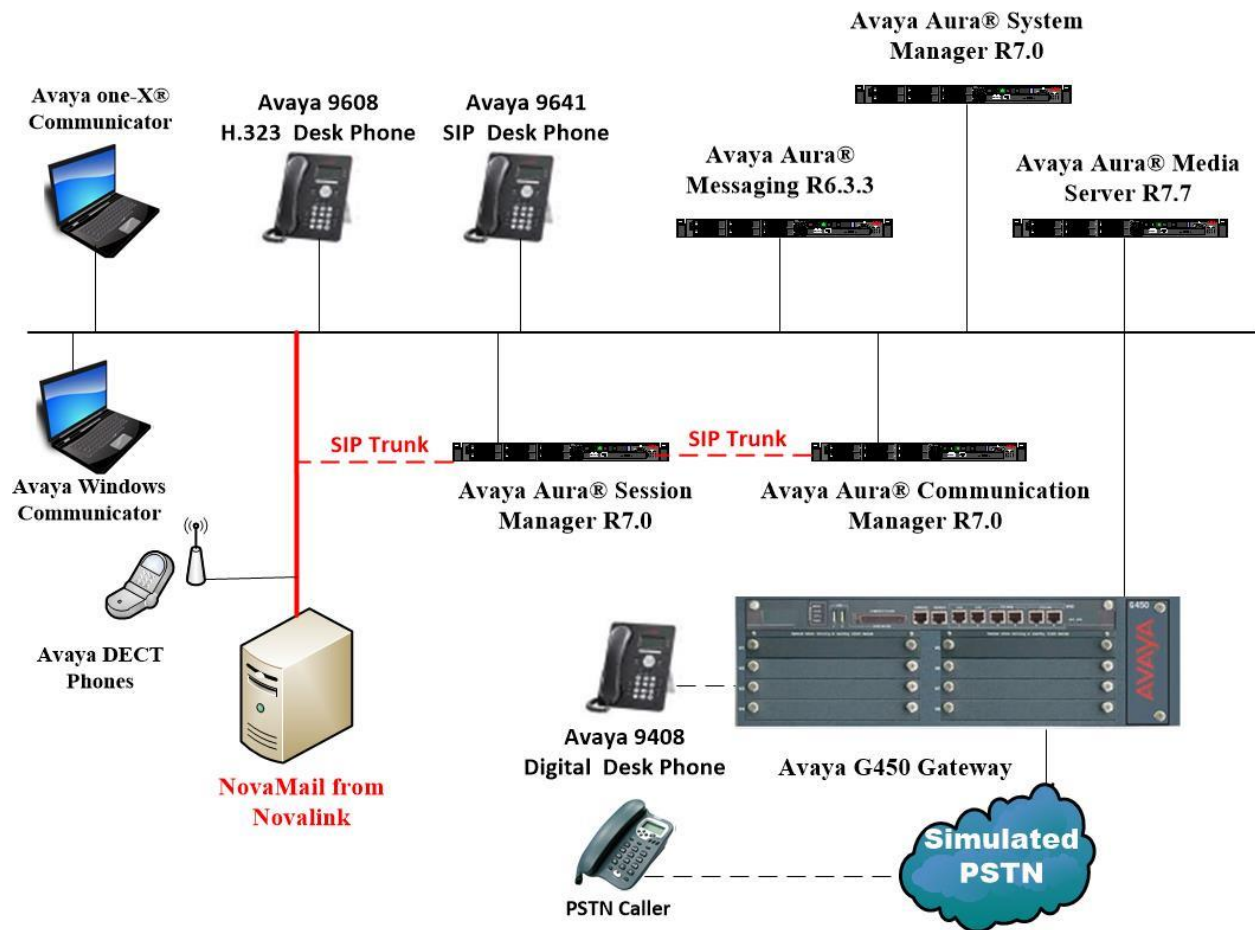 Avaya Aura® System
Manager R7.0
Avaya one-X®
Communicator
Avaya 9608
H.323 Desk Phone
Avaya 9641
SIP Desk Phone
Avaya Aura®
Messaging R6.3.3
Avaya Aura® Media
Server R7.7
SIP Trunk
SIP Trunk
Avaya Windows
Communicator
Avaya Aura® Session
Manager R7.0
Avaya Aura® Communication
Manager R7.0
Avaya DECT
Phones
G450
AVAYA
NovaMail from
Novalink
Avaya 9408
Digital Desk Phone
Avaya G450 Gateway
Simulated
PSTN
PSTN Caller